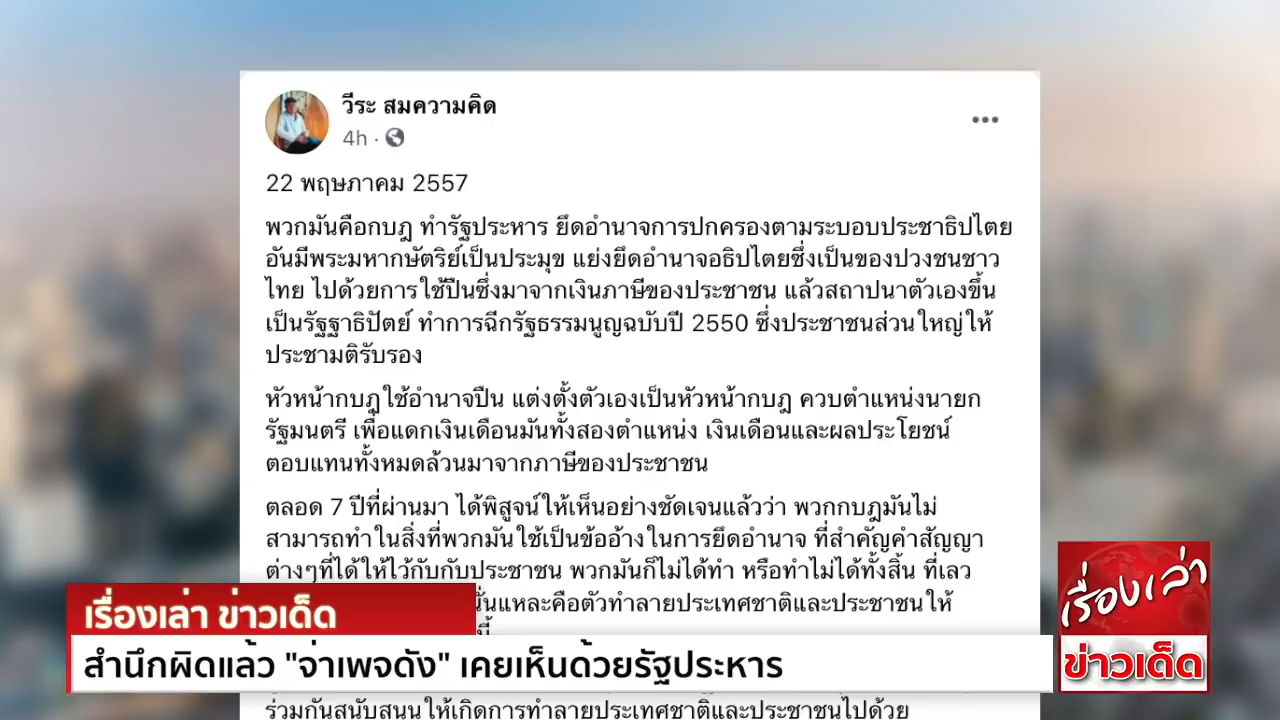 วีระ สมความคิด
4h ·
22 พฤษภาคม 2557
พวกมันคือกบฎ ทำรัฐประหาร ยึดอำนาจการปกครองตามระบอบประชาธิปไตย
อันมีพระมหากษัตริย์เป็นประมุข แย่งยึดอำนาจอธิปไตยซึ่งเป็นของปวงชนชาว
ไทย ไปด้วยการใช้ปืนซึ่งมาจากเงินภาษีของประชาชน แล้วสถาปนาตัวเองขึ้น
เป็นรัฐฐาธิปัตย์ ทำการฉีกรัฐธรรมนูญฉบับปี 2550 ซึ่งประชาชนส่วนใหญ่ให้
ประชามติรับรอง
หัวหน้ากบฎใช้อำนาจปืน แต่งตั้งตัวเองเป็นหัวหน้ากบฎ ควบตำแหน่งนายก
รัฐมนตรี เพื่อแดกเงินเดือนมันทั้งสองตำแหน่ง เงินเดือนและผลประโยชน์
ตอบแทนทั้งหมดล้วนมาจากภาษีของประชาชน
ตลอด 7 ปีที่ผ่านมา ได้พิสูจน์ให้เห็นอย่างชัดเจนแล้วว่า พวกกบฎมันไม่
สามารถทำในสิ่งที่พวกมันใช้เป็นข้ออ้างในการยึดอำนาจ ที่สำคัญคำสัญญา
ต่างๆที่ได้ให้ไว้กับกับประชาชน พวกมันก็ไม่ได้ทำ หรือทำไม่ได้ทั้งสิ้น ที่เลว
นั่นแหละคือตัวทำลายประเทศชาติและประชาชนให้
เรื่องเล่า ข่าวเด็ด
สำนึกผิดแล้ว "จ่าเพจดัง" เคยเห็นด้วยรัฐประหาร
ร่วมกันสนับสนุนให้เกิดการทำลายประเทศชาติและประชาชนไปด้วย
เรื่องเล่า
ข่าวเด็ด